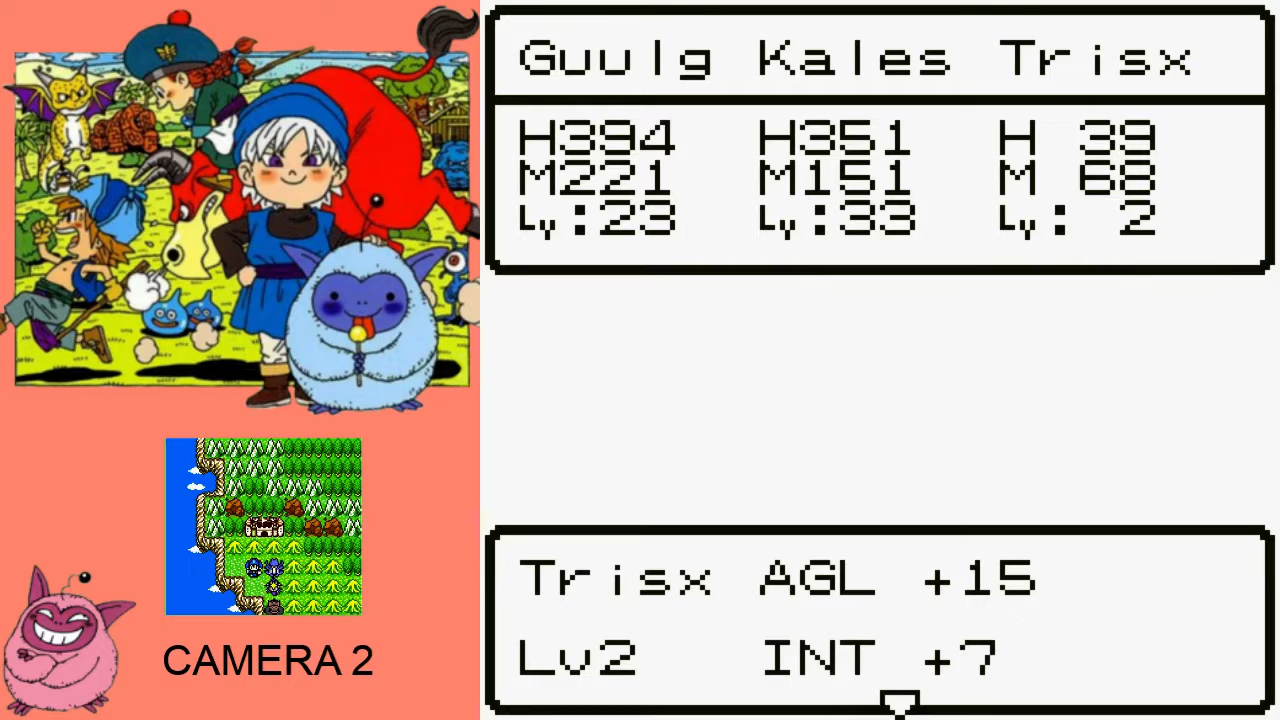 Guulg Kales Trisx
H394 H351 H 39
M221 M151 M 68
Lv:23 Lv:33 Lv: 2
Trisx AGL +15
Lv2 INT +7
CAMERA 2